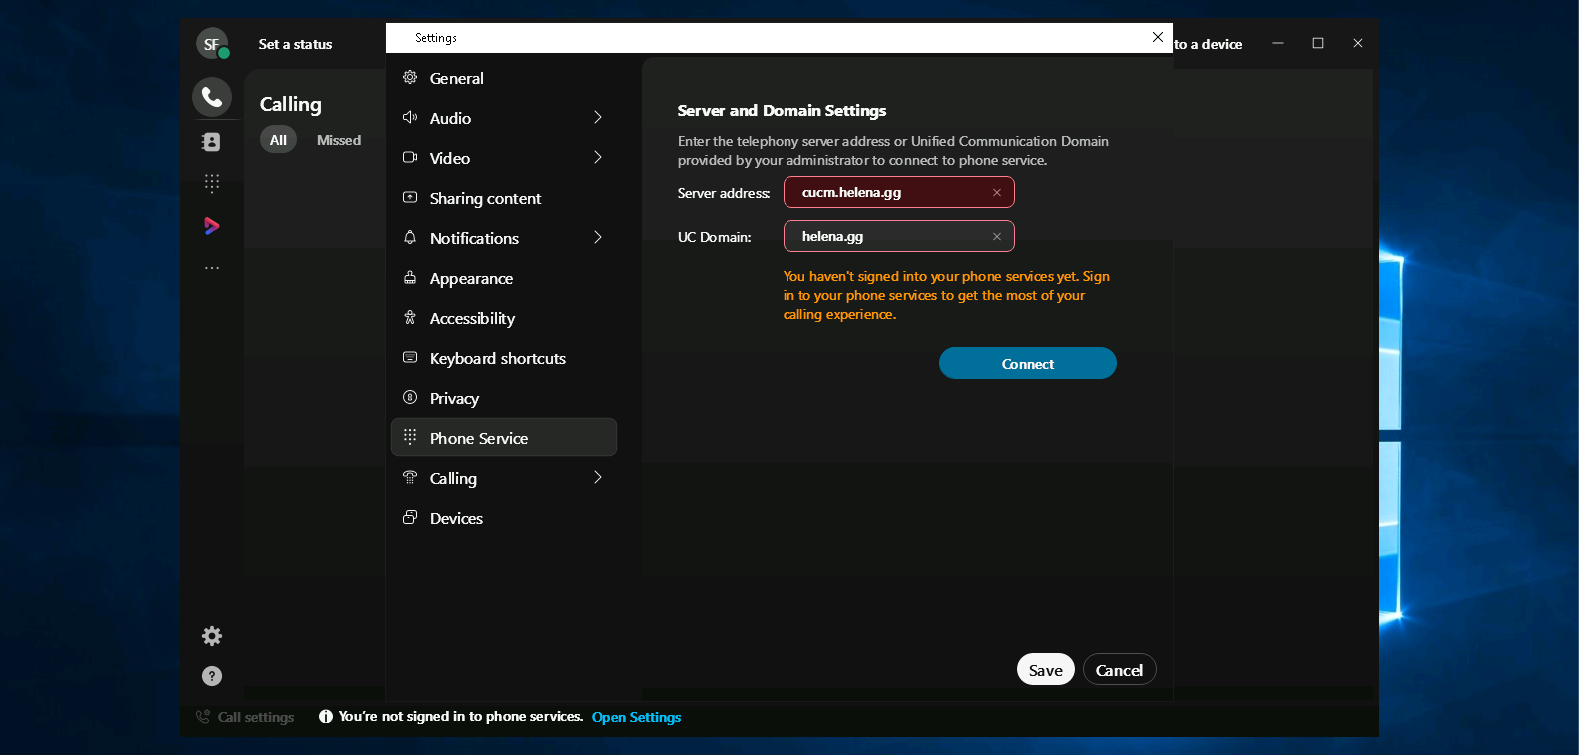 SF
Set a status
Settings
to a device
Calling
All
Missed
General
Audio
Video
Sharing content
Notifications
Appearance
Accessibility
Keyboard shortcuts
Privacy
Phone Service
Calling
Devices
Server and Domain Settings
Enter the telephony server address or Unified Communication Domain
provided by your administrator to connect to phone service.
Server address: cucm.helena.gg
UC Domain: helena.gg
You haven't signed into your phone services yet. Sign
in to your phone services to get the most of your
calling experience.
Connect
Save
Cancel
Call settings
You're not signed in to phone services. Open Settings